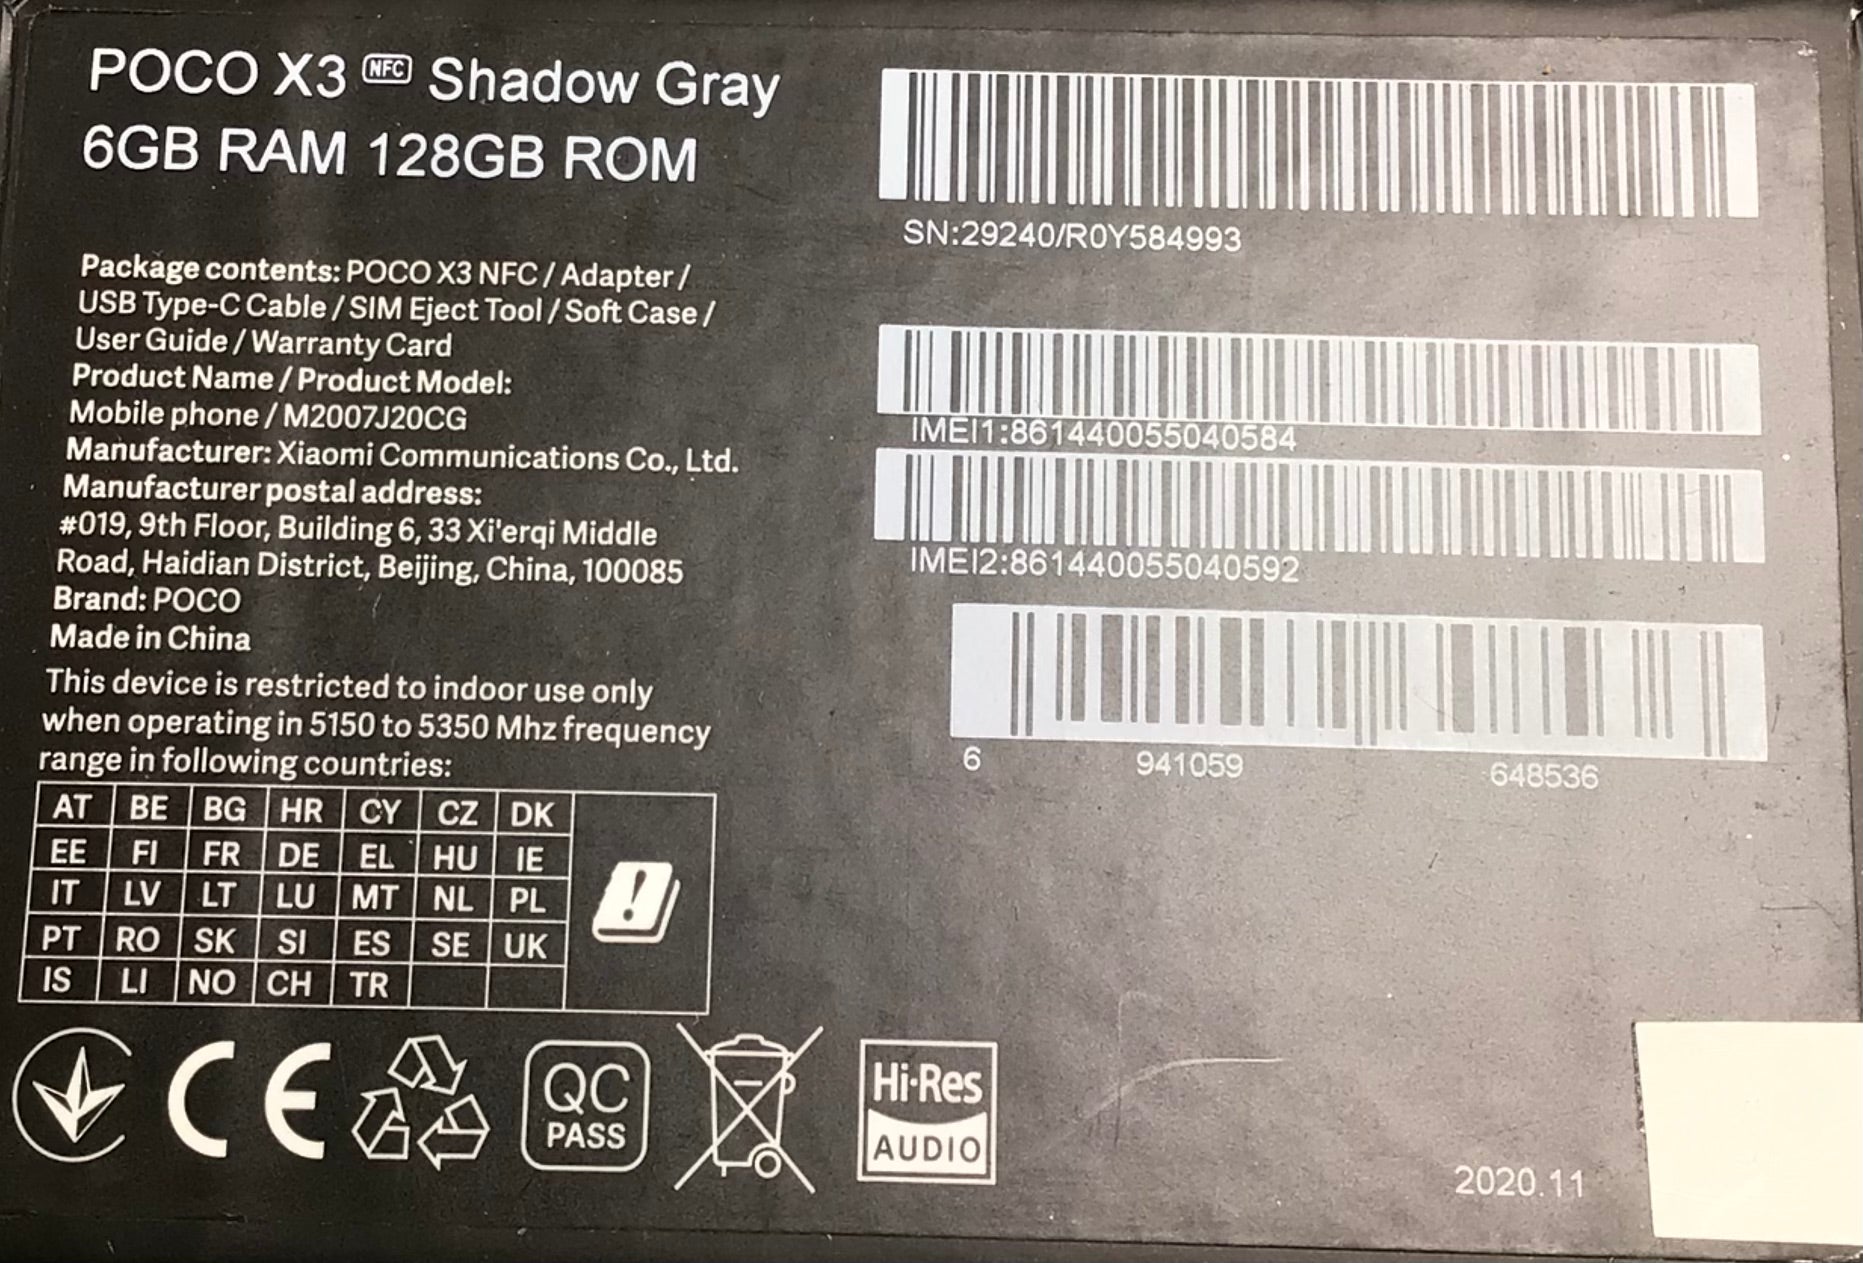 POCO X3 NFC Shadow Gray
6GB RAM 128GB ROM
Package contents: POCO X3 NFC / Adapter /
USB Type-C Cable / SIM Eject Tool / Soft Case /
User Guide / Warranty Card
Product Name / Product Model:
Mobile phone / M2007J20CG
Manufacturer: Xiaomi Communications Co., Ltd.
Manufacturer postal address:
#019, 9th Floor, Building 6, 33 Xi'erqi Middle
Road, Haidian District, Beijing, China, 100085
Brand: POCO
Made in China
This device is restricted to indoor use only
when operating in 5150 to 5350 Mhz frequency
range in following countries:
AT BE BG HR CY CZ DK
EE FI FR DE EL HU IE
IT LV LT LU MT NL PL
PT RO SK SI ES SE UK
IS LI NO CH TR
!
CE
QC
PASS
Hi-Res
AUDIO
SN:29240/R0Y584993
IMEI1:861440055040584
IMEI2:861440055040592
6 941059 648536
2020.11